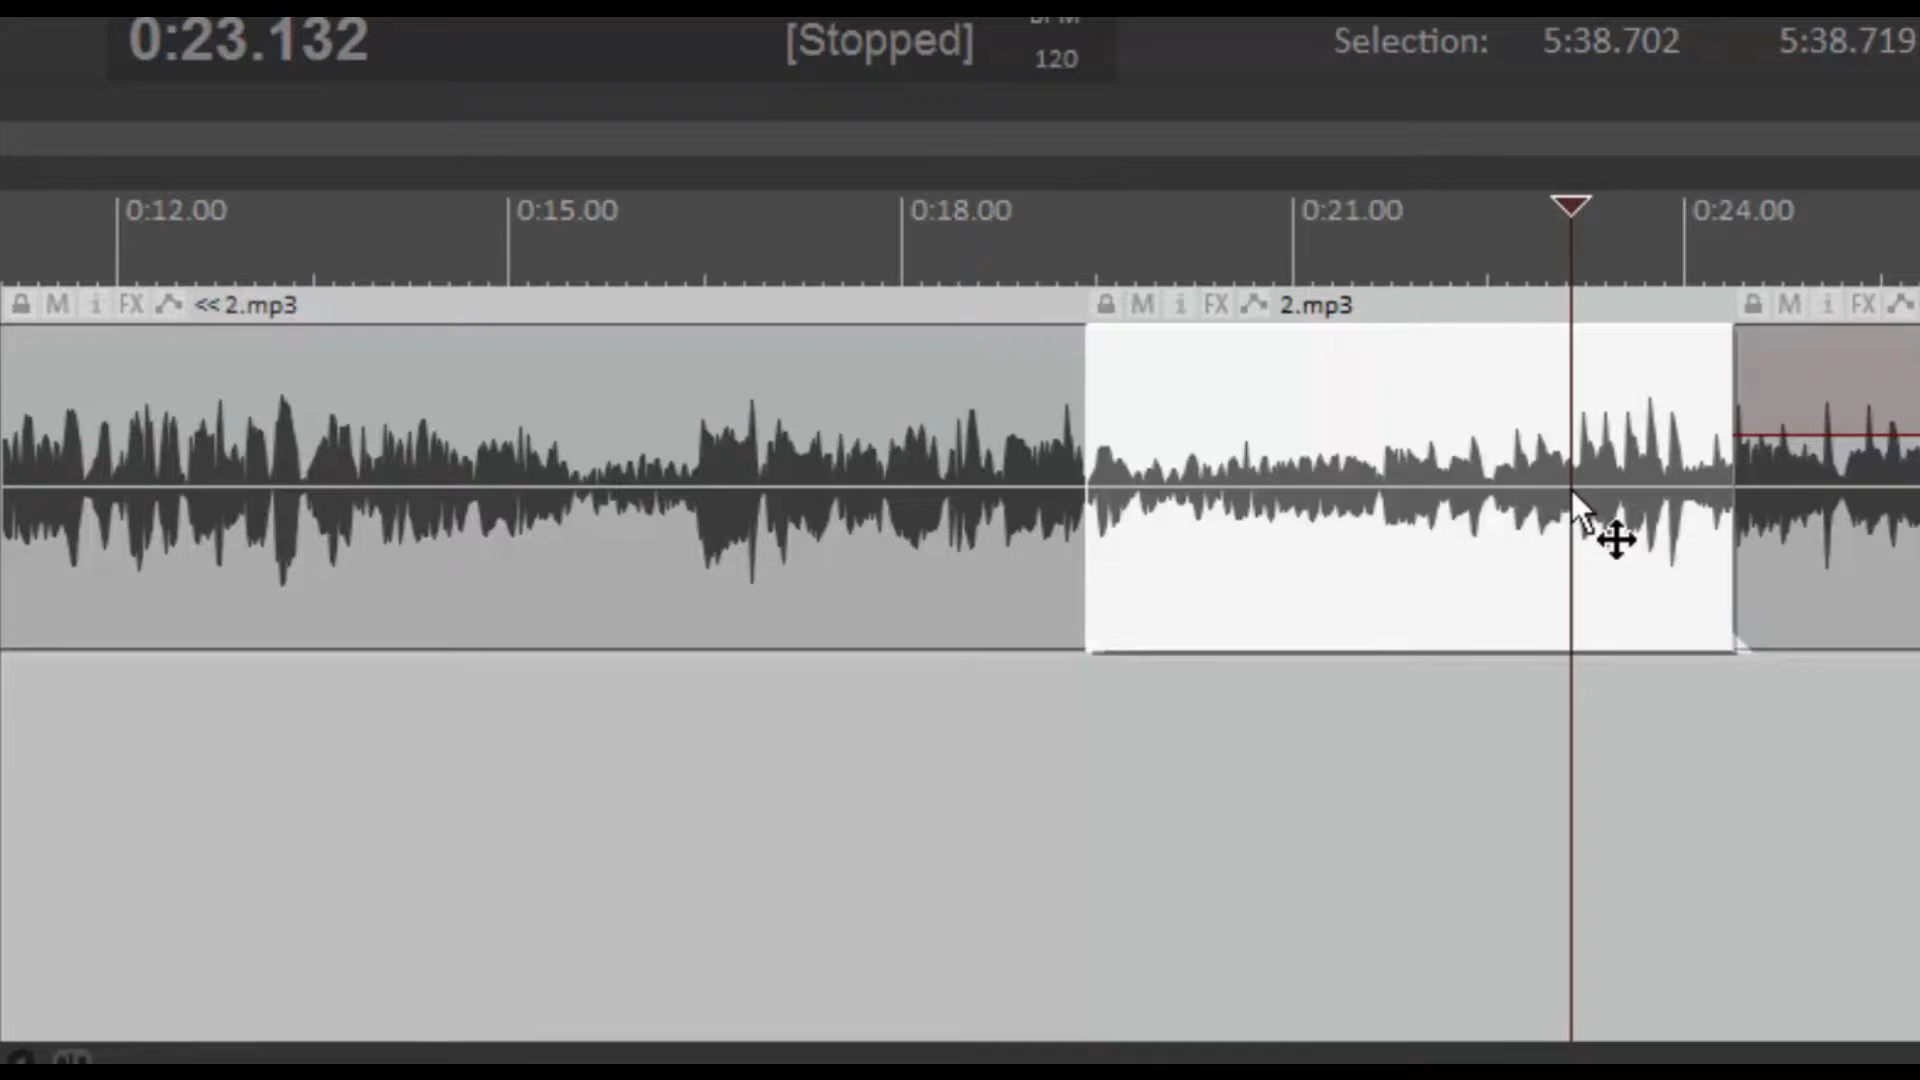 0:23.132 [Stopped] BPM Selection: 5:38.702 5:38.719
120
0:12.00 0:15.00 0:18.00 0:21.00 0:24.00
M i FX <<2.mp3 M i FX 2.mp3 M i FX